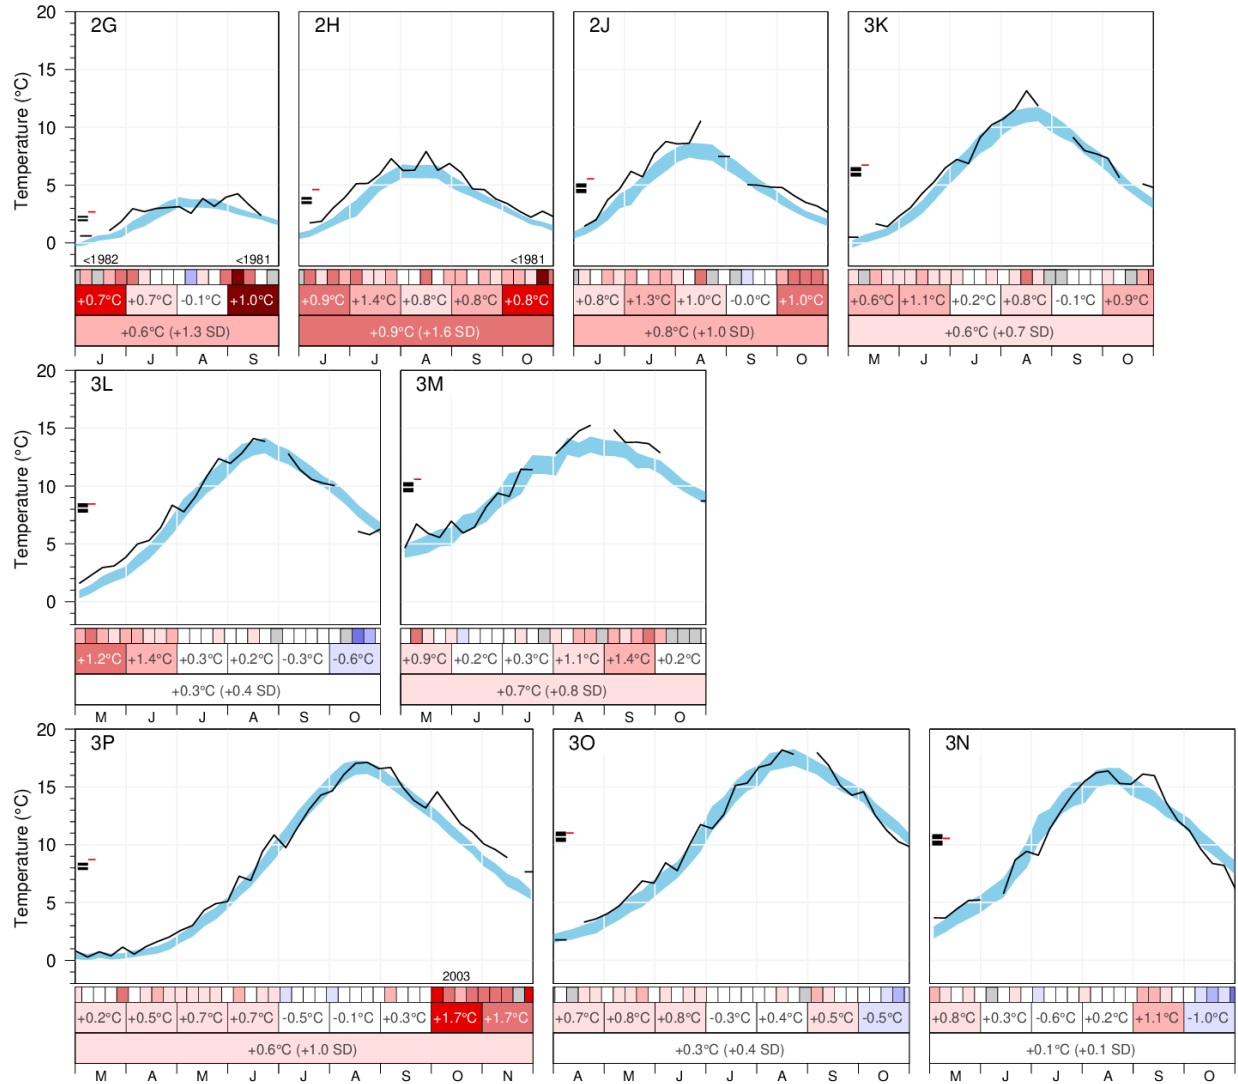 2G
2H
2J
3K
20
15
10
5
0
Temperature (°C)
<1982
<1981
<1981
+0.7°C +0.7°C -0.1°C +1.0°C
+0.9°C +1.4°C +0.8°C +0.8°C +0.8°C
+0.8°C +1.3°C +1.0°C -0.0°C +1.0°C
+0.6°C +1.1°C +0.2°C +0.8°C -0.1°C +0.9°C
+0.6°C (+1.3 SD)
+0.9°C (+1.6 SD)
+0.8°C (+1.0 SD)
+0.6°C (+0.7 SD)
J J A S
J J A S O
J J A S O
M J J A S O
3L
3M
20
15
10
5
0
Temperature (°C)
+1.2°C +1.4°C +0.3°C +0.2°C -0.3°C -0.6°C
+0.9°C +0.2°C +0.3°C +1.1°C +1.4°C +0.2°C
+0.3°C (+0.4 SD)
+0.7°C (+0.8 SD)
M J J A S O
M J J A S O
3P
3O
3N
20
15
10
5
0
Temperature (°C)
2003
+0.2°C +0.5°C +0.7°C +0.7°C -0.5°C -0.1°C +0.3°C +1.7°C +1.7°C
+0.7°C +0.8°C +0.8°C -0.3°C +0.4°C +0.5°C -0.5°C
+0.8°C +0.3°C -0.6°C +0.2°C +1.1°C -1.0°C
+0.6°C (+1.0 SD)
+0.3°C (+0.4 SD)
+0.1°C (+0.1 SD)
M A M J J A S O N
A M J J A S O
M J J A S O